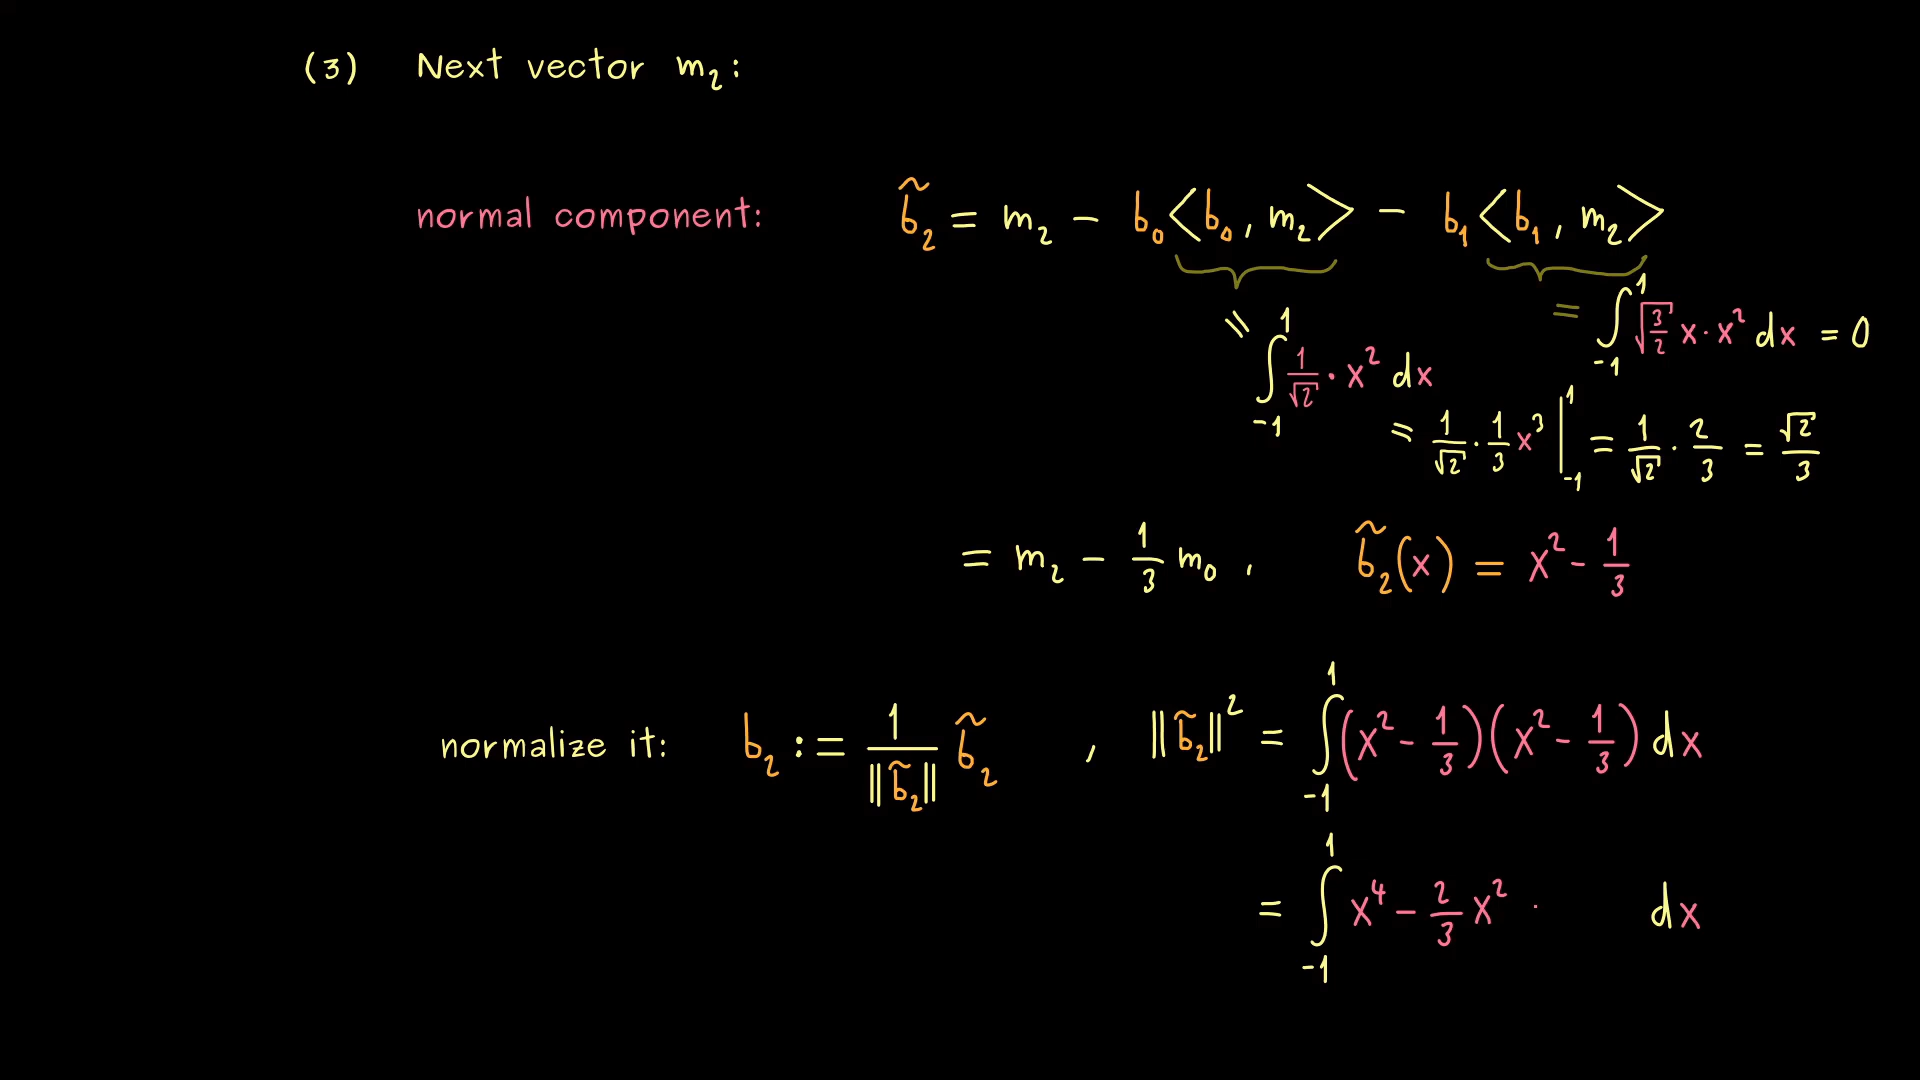 (3) Next vector m₂:
normal component: b̃₂ = m₂ − b₀⟨b₀, m₂⟩ − b₁⟨b₁, m₂⟩
= ∫₋₁¹ √(3/2) x · x² dx = 0
= ∫₋₁¹ 1/√2 · x² dx
= 1/√2 · 1/3 x³ |₋₁¹ = 1/√2 · 2/3 = √2/3
= m₂ − 1/3 m₀ , b̃₂(x) = x² − 1/3
normalize it: b₂ := 1/‖b̃₂‖ b̃₂ , ‖b̃₂‖² = ∫₋₁¹ (x² − 1/3)(x² − 1/3) dx
= ∫₋₁¹ x⁴ − 2/3 x² · dx